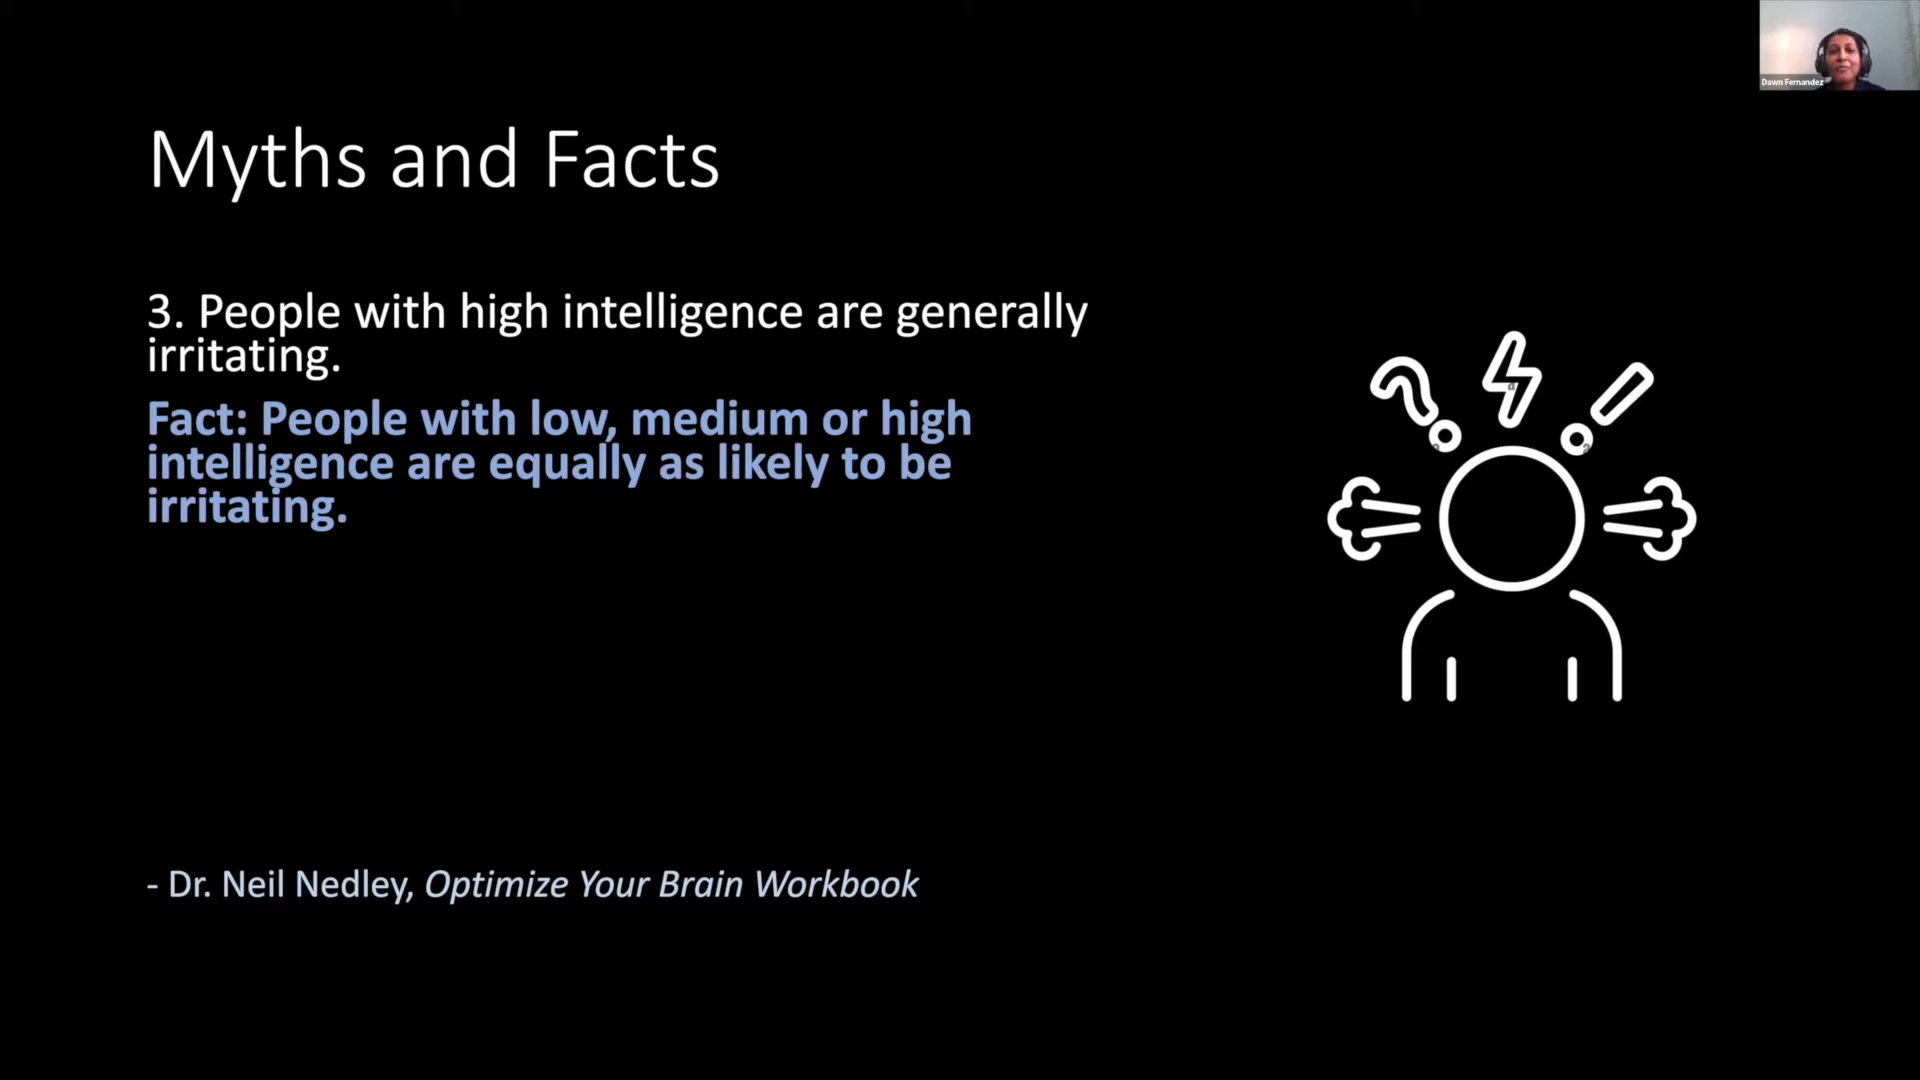 Dawn Fernandez
Myths and Facts
3. People with high intelligence are generally
irritating.
Fact: People with low, medium or high
intelligence are equally as likely to be
irritating.
- Dr. Neil Nedley, Optimize Your Brain Workbook